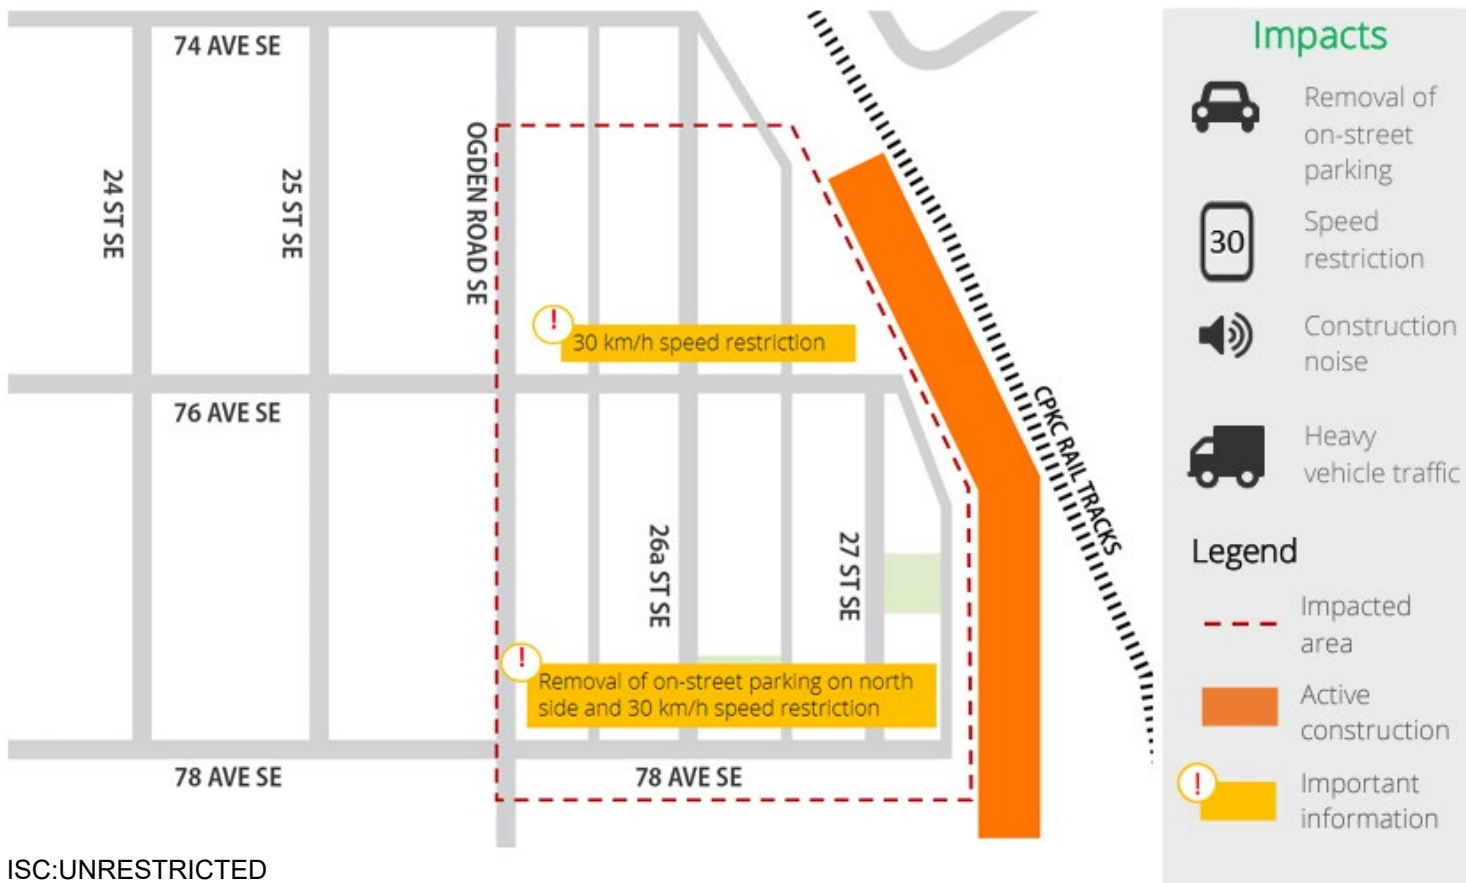 74 AVE SE
24 ST SE
25 ST SE
OGDEN ROAD SE
!
30 km/h speed restriction
76 AVE SE
CPKC RAIL TRACKS
26a ST SE
27 ST SE
!
Removal of on-street parking on north
side and 30 km/h speed restriction
78 AVE SE
78 AVE SE
ISC:UNRESTRICTED
Impacts
Removal of
on-street
parking
30
Speed
restriction
Construction
noise
Heavy
vehicle traffic
Legend
Impacted
area
Active
construction
!
Important
information